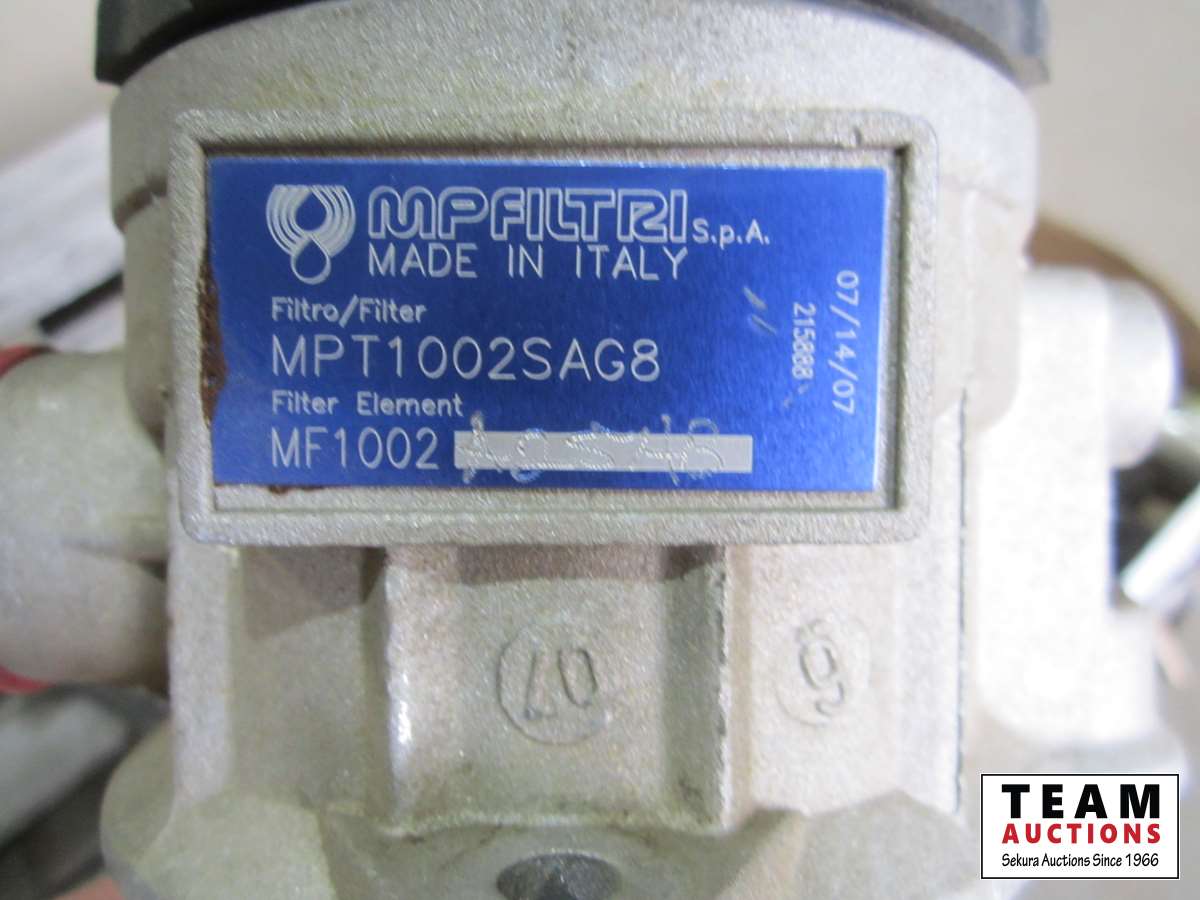 MPFILTRI S.p.A.
MADE IN ITALY
Filtro/Filter
MPT1002SAG8
Filter Element
MF1002
07/14/07
215888
07
TEAM
AUCTIONS
Sekura Auctions Since 1966